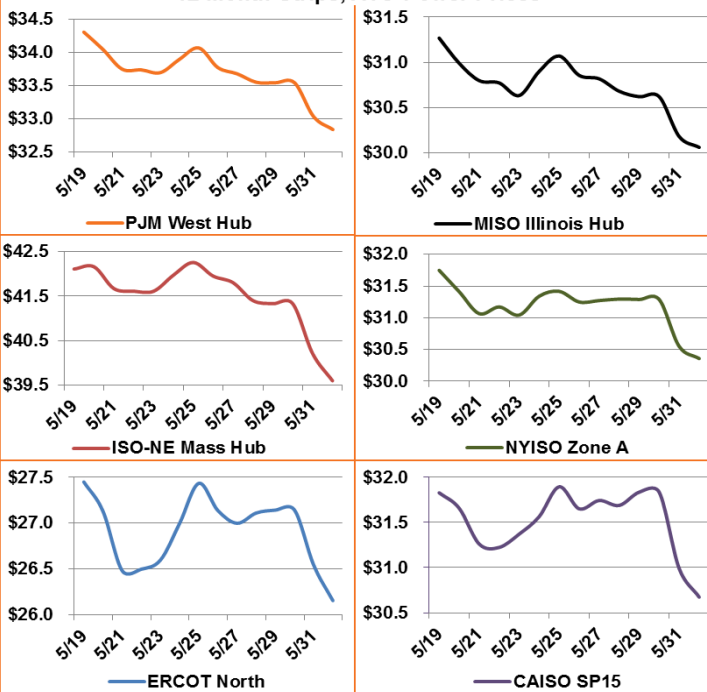 Month Power Prices
$34.5
$34.0
$33.5
$33.0
$32.5
5/19 5/21 5/23 5/25 5/27 5/29 5/31
PJM West Hub
$31.5
$31.0
$30.5
$30.0
5/19 5/21 5/23 5/25 5/27 5/29 5/31
MISO Illinois Hub
$42.5
$41.5
$40.5
$39.5
5/19 5/21 5/23 5/25 5/27 5/29 5/31
ISO-NE Mass Hub
$32.0
$31.5
$31.0
$30.5
$30.0
5/19 5/21 5/23 5/25 5/27 5/29 5/31
NYISO Zone A
$27.5
$27.0
$26.5
$26.0
5/19 5/21 5/23 5/25 5/27 5/29 5/31
ERCOT North
$32.0
$31.5
$31.0
$30.5
5/19 5/21 5/23 5/25 5/27 5/29 5/31
CAISO SP15